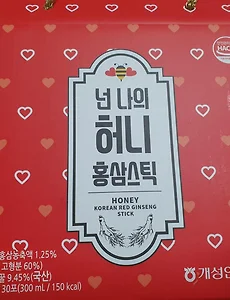 HAC
넌 나의
허니
홍삼스틱
HONEY
KOREAN RED GINSENG
STICK
홍삼농축액 1.25%
고형분 60%)
꿀 9.45%(국산)
30포(300 mL / 150 kcal)
개성인